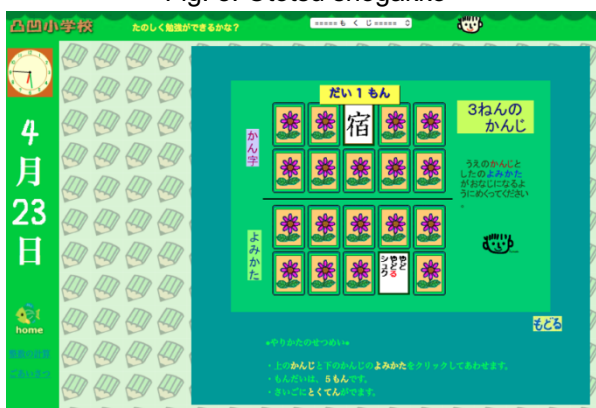 凸凹小学校
たのしく勉強ができるかな？
===== も く じ =====
4
月
23
日
home
だい１もん
宿
かん字
3ねんの
かんじ
うえのかんじと
したのよみかた
がおなじになるよ
うにめくってください
。
よみかた
やど
やどる
シュク
もどる
*やりかたのせつめい*
・上のかんじと下のかんじのよみかたをクリックしてあわせます。
・もんだいは、５もんです。
・さいごにとくてんがでます。